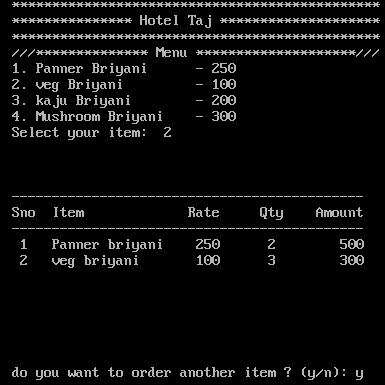 **********************************************
*************** Hotel Taj ********************
**********************************************
///************** Menu ********************///
1. Panner Briyani      - 250
2. veg Briyani         - 100
3. kaju Briyani        - 200
4. Mushroom Briyani    - 300
Select your item:  2
--------------------------------------------
Sno  Item             Rate     Qty    Amount
--------------------------------------------
1   Panner briyani    250      2        500
2   veg briyani       100      3        300
do you want to order another item ? (y/n): y